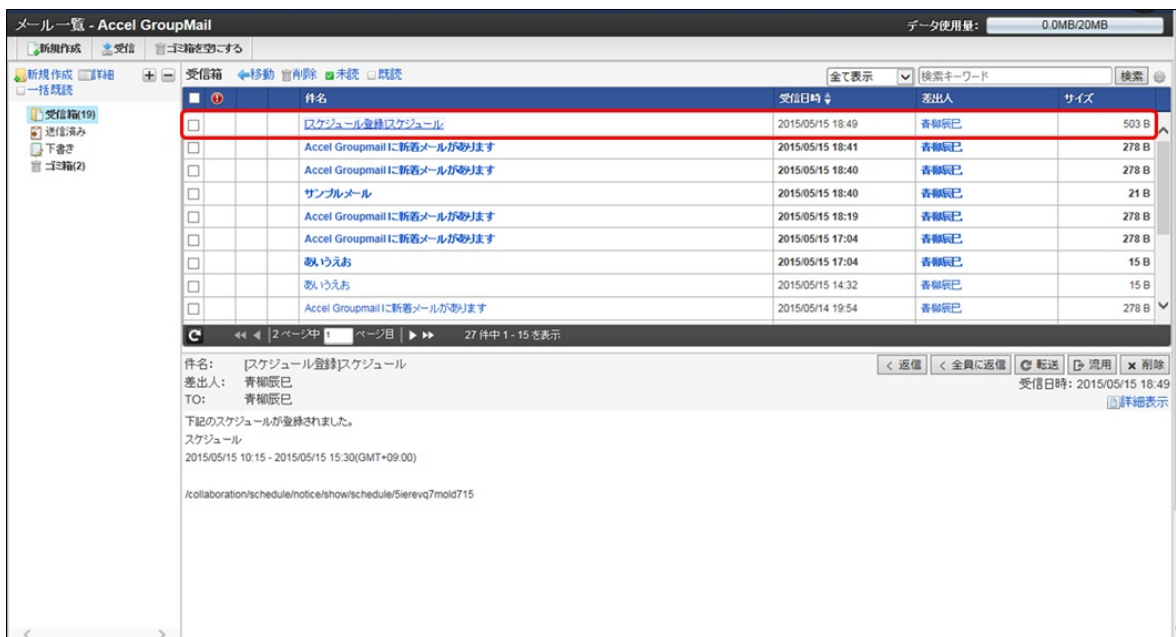 メール一覧 - Accel GroupMail データ使用量: 0.0MB/20MB
新規作成 受信 ゴミ箱を空にする
新規作成 詳細
一括既読
受信箱(19)
送信済み
下書き
ゴミ箱(2)
受信箱 移動 削除 未読 既読 全て表示 検索キーワード 検索
件名 受信日時 差出人 サイズ
[スケジュール登録]スケジュール 2015/05/15 18:49 青柳辰巳 503 B
Accel Groupmailに新着メールがあります 2015/05/15 18:41 青柳辰巳 278 B
Accel Groupmailに新着メールがあります 2015/05/15 18:40 青柳辰巳 278 B
サンプルメール 2015/05/15 18:40 青柳辰巳 21 B
Accel Groupmailに新着メールがあります 2015/05/15 18:19 青柳辰巳 278 B
Accel Groupmailに新着メールがあります 2015/05/15 17:04 青柳辰巳 278 B
あいうえお 2015/05/15 17:04 青柳辰巳 15 B
あいうえお 2015/05/15 14:32 青柳辰巳 15 B
Accel Groupmailに新着メールがあります 2015/05/14 19:54 青柳辰巳 278 B
2ページ中 1 ページ目 27 件中 1 - 15 を表示
件名: [スケジュール登録]スケジュール 返信 全員に返信 転送 流用 削除
差出人: 青柳辰巳 受信日時: 2015/05/15 18:49
TO: 青柳辰巳 詳細表示
下記のスケジュールが登録されました。
スケジュール
2015/05/15 10:15 - 2015/05/15 15:30(GMT+09:00)
/collaboration/schedule/notice/show/schedule/5ierevq7mold715